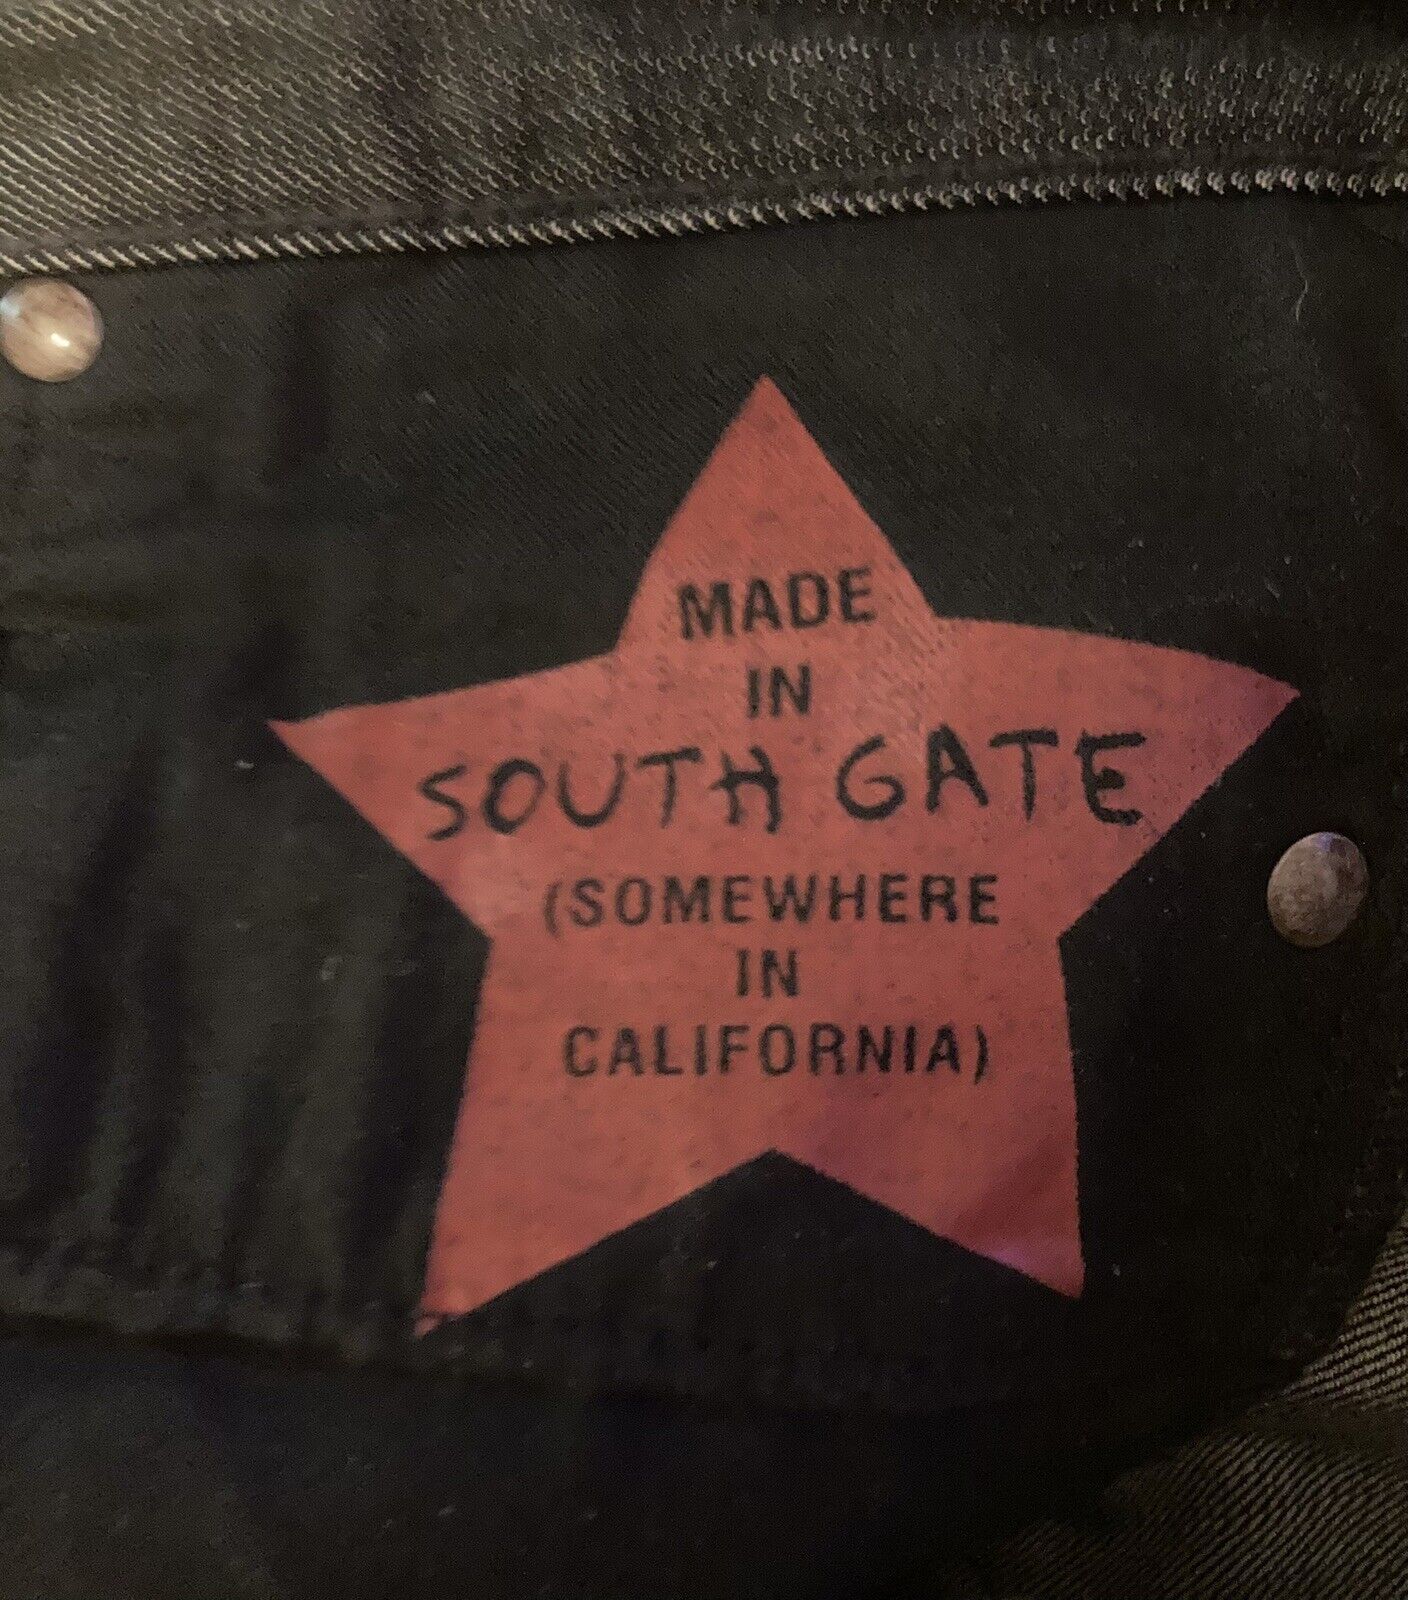 MADE
IN
SOUTH GATE
(SOMEWHERE
IN
CALIFORNIA)